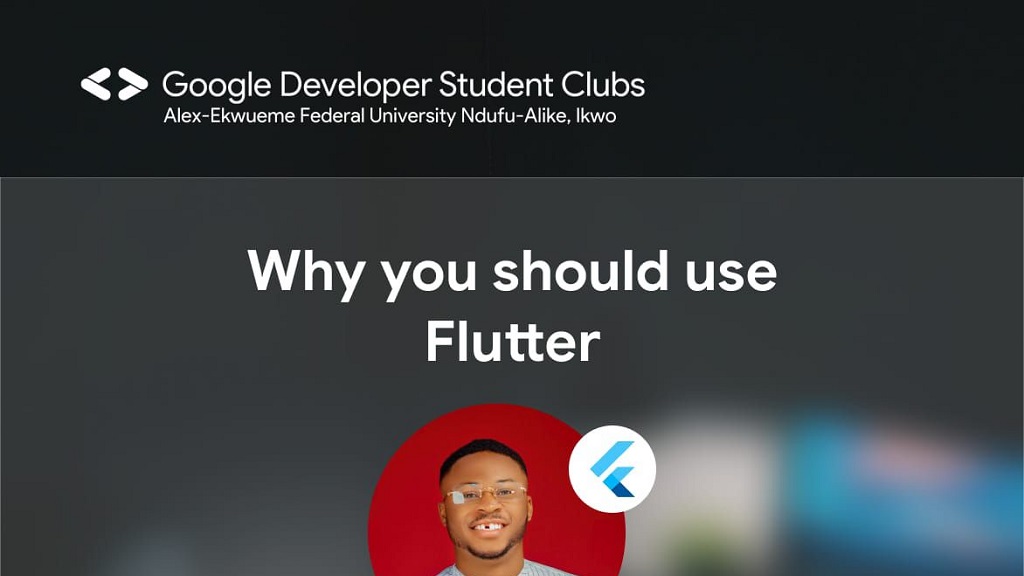 Google Developer Student Clubs
Alex-Ekwueme Federal University Ndufu-Alike, Ikwo
Why you should use
Flutter